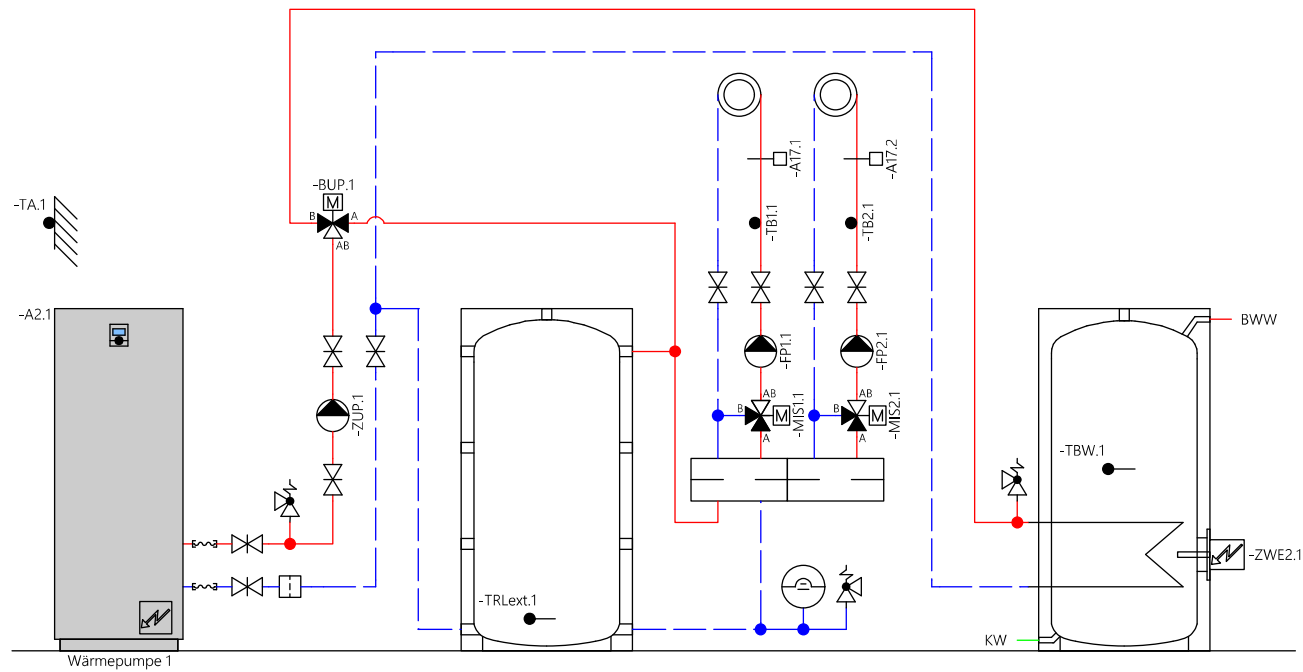 -A17.1
-A17.2
-BUP.1
M
B
A
AB
-TA.1
-TB1.1
-TB2.1
-A2.1
BWW
-ZUP.1
-FP1.1
-FP2.1
AB
B
M
A
-MIS1.1
AB
B
M
A
-MIS2.1
-TBW.1
-ZWE2.1
-TRLext.1
KW
Wärmepumpe 1